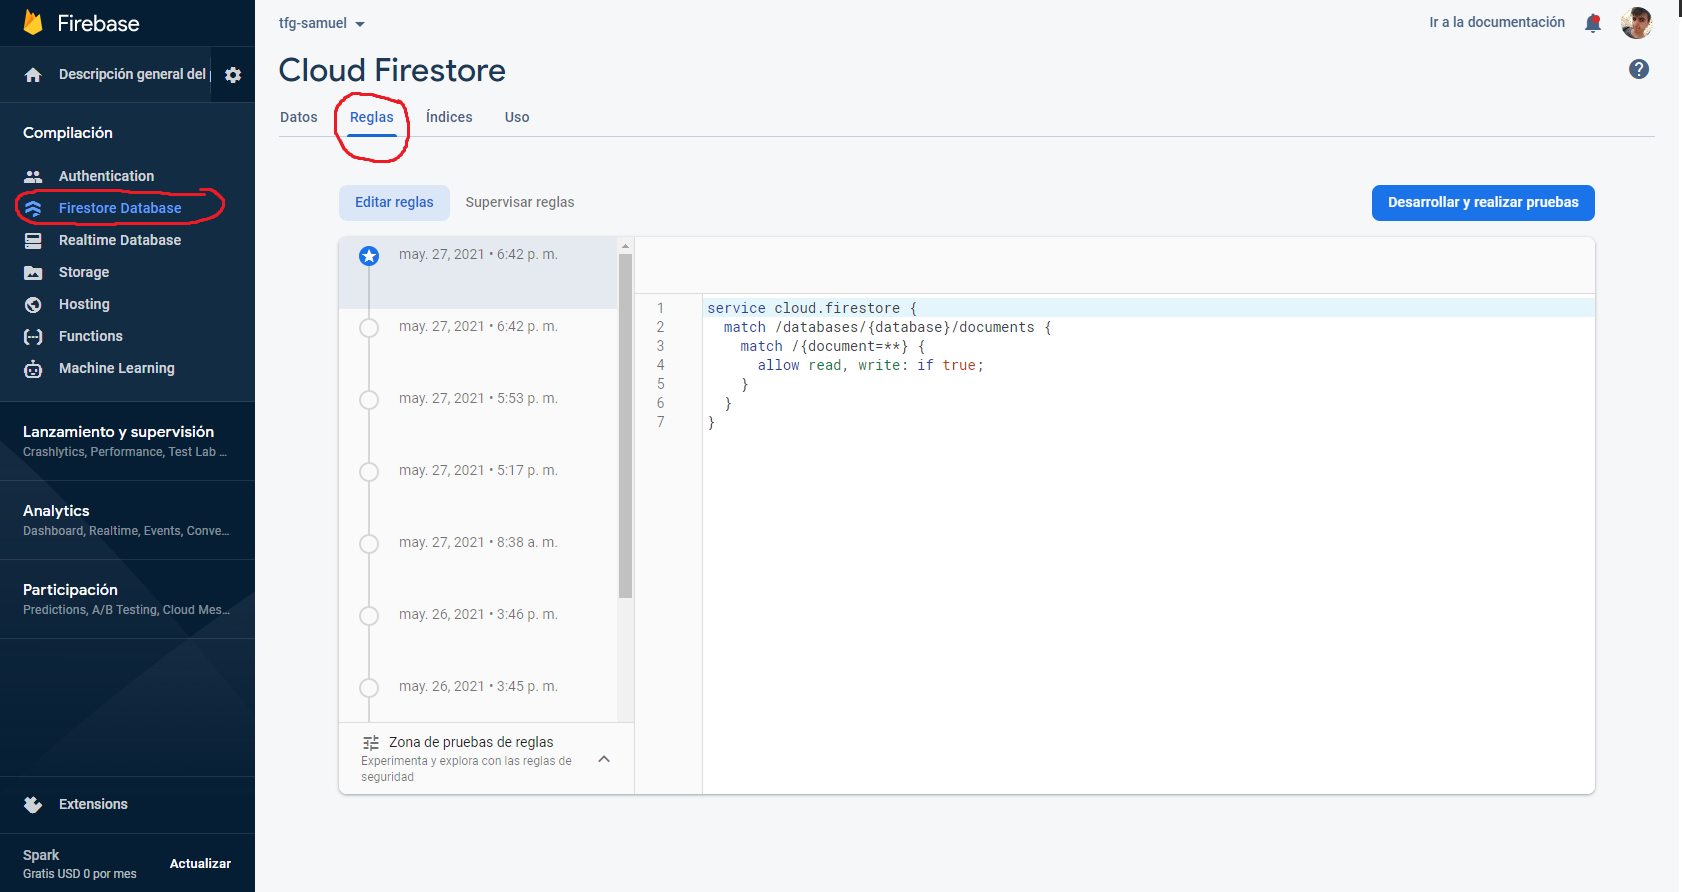 Firebase
Descripción general del
Compilación
Authentication
Firestore Database
Realtime Database
Storage
Hosting
Functions
Machine Learning
Lanzamiento y supervisión
Crashlytics, Performance, Test Lab …
Analytics
Dashboard, Realtime, Events, Conve…
Participación
Predictions, A/B Testing, Cloud Mes…
Extensions
Spark
Gratis USD 0 por mes
Actualizar
tfg-samuel
Ir a la documentación
Cloud Firestore
?
Datos
Reglas
Índices
Uso
Editar reglas
Supervisar reglas
Desarrollar y realizar pruebas
may. 27, 2021 • 6:42 p. m.
may. 27, 2021 • 6:42 p. m.
may. 27, 2021 • 5:53 p. m.
may. 27, 2021 • 5:17 p. m.
may. 27, 2021 • 8:38 a. m.
may. 26, 2021 • 3:46 p. m.
may. 26, 2021 • 3:45 p. m.
Zona de pruebas de reglas
Experimenta y explora con las reglas de
seguridad
1 service cloud.firestore {
2   match /databases/{database}/documents {
3     match /{document=**} {
4       allow read, write: if true;
5     }
6   }
7 }